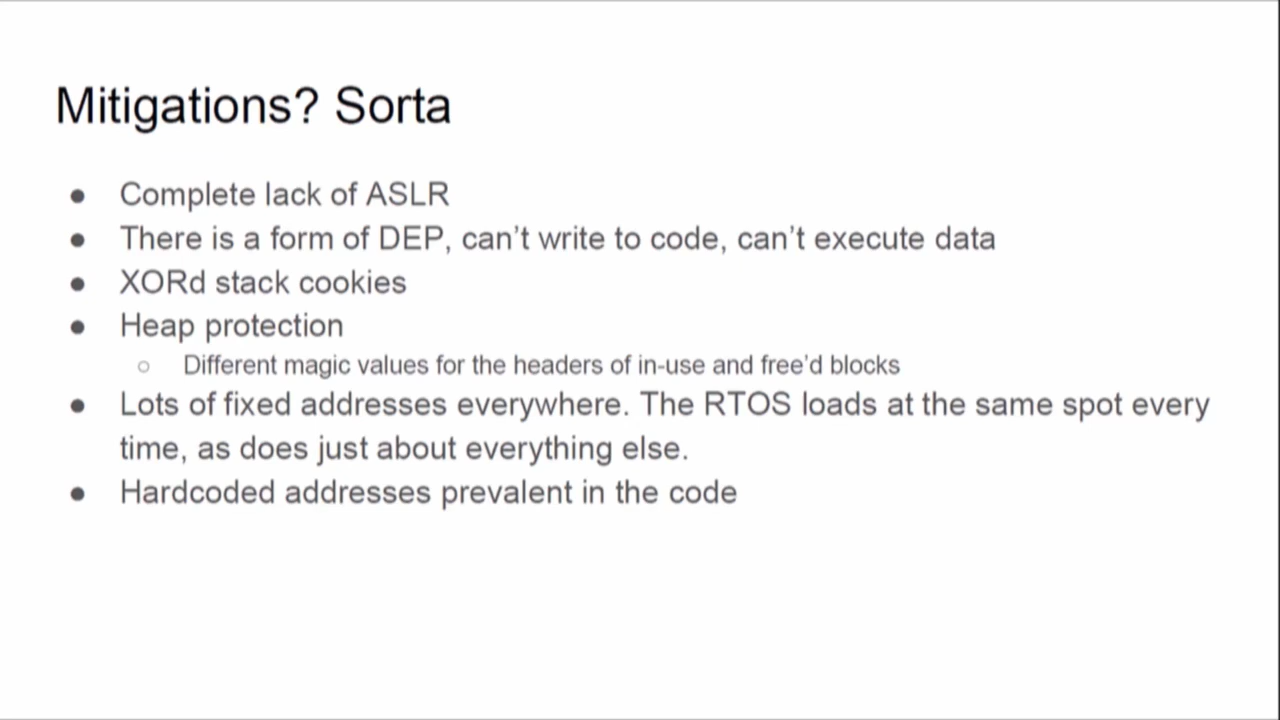 Mitigations? Sorta
● Complete lack of ASLR
● There is a form of DEP, can’t write to code, can’t execute data
● XORd stack cookies
● Heap protection
○ Different magic values for the headers of in-use and free’d blocks
● Lots of fixed addresses everywhere. The RTOS loads at the same spot every
time, as does just about everything else.
● Hardcoded addresses prevalent in the code